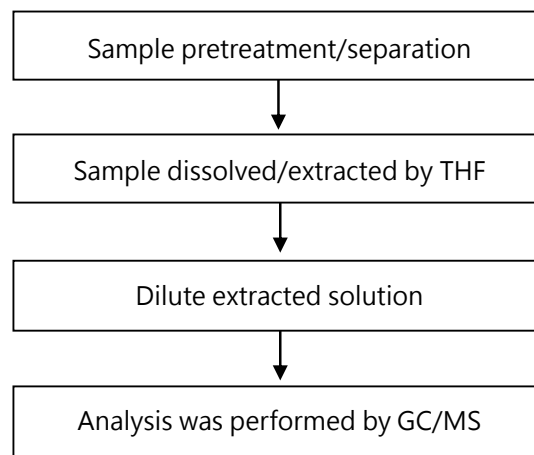 Sample pretreatment/separation
Sample dissolved/extracted by THF
Dilute extracted solution
Analysis was performed by GC/MS